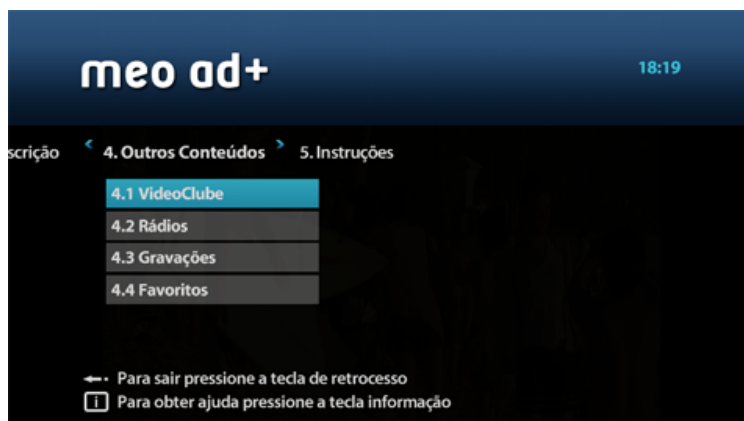 meo ad+
18:19
scrição
4. Outros Conteúdos
5. Instruções
4.1 VideoClube
4.2 Rádios
4.3 Gravações
4.4 Favoritos
Para sair pressione a tecla de retrocesso
i Para obter ajuda pressione a tecla informação